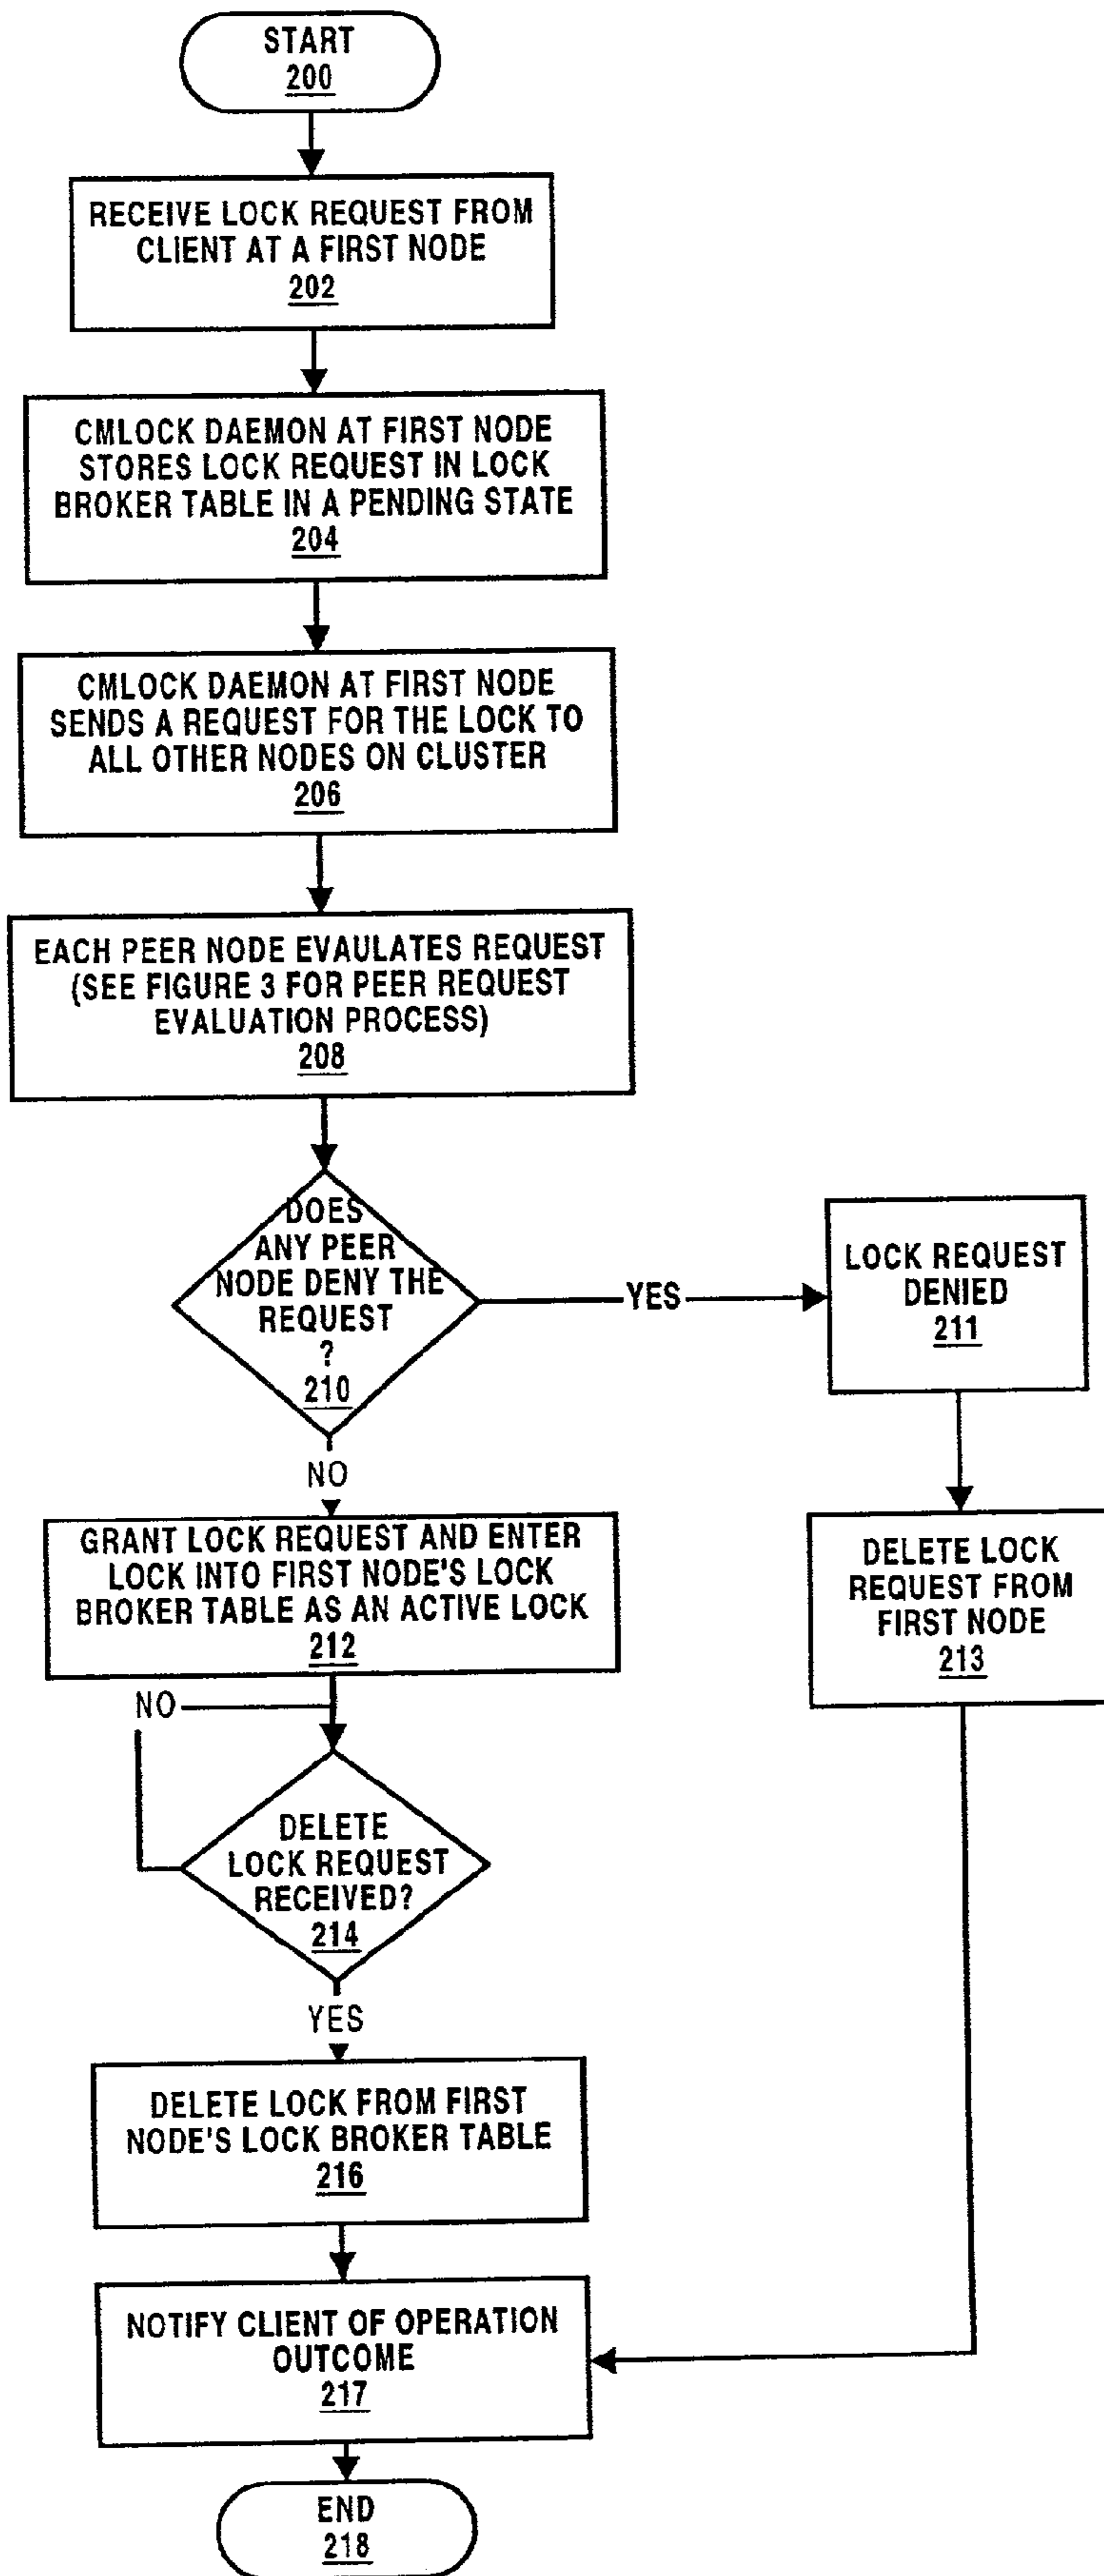 START
200
RECEIVE LOCK REQUEST FROM
CLIENT AT A FIRST NODE
202
CMLOCK DAEMON AT FIRST NODE
STORES LOCK REQUEST IN LOCK
BROKER TABLE IN A PENDING STATE
204
CMLOCK DAEMON AT FIRST NODE
SENDS A REQUEST FOR THE LOCK TO
ALL OTHER NODES ON CLUSTER
206
EACH PEER NODE EVAULATES REQUEST
(SEE FIGURE 3 FOR PEER REQUEST
EVALUATION PROCESS)
208
DOES
ANY PEER
NODE DENY THE
REQUEST
?
210
YES
LOCK REQUEST
DENIED
211
NO
GRANT LOCK REQUEST AND ENTER
LOCK INTO FIRST NODE'S LOCK
BROKER TABLE AS AN ACTIVE LOCK
212
DELETE LOCK
REQUEST FROM
FIRST NODE
213
NO
DELETE
LOCK REQUEST
RECEIVED?
214
YES
DELETE LOCK FROM FIRST
NODE'S LOCK BROKER TABLE
216
NOTIFY CLIENT OF OPERATION
OUTCOME
217
END
218